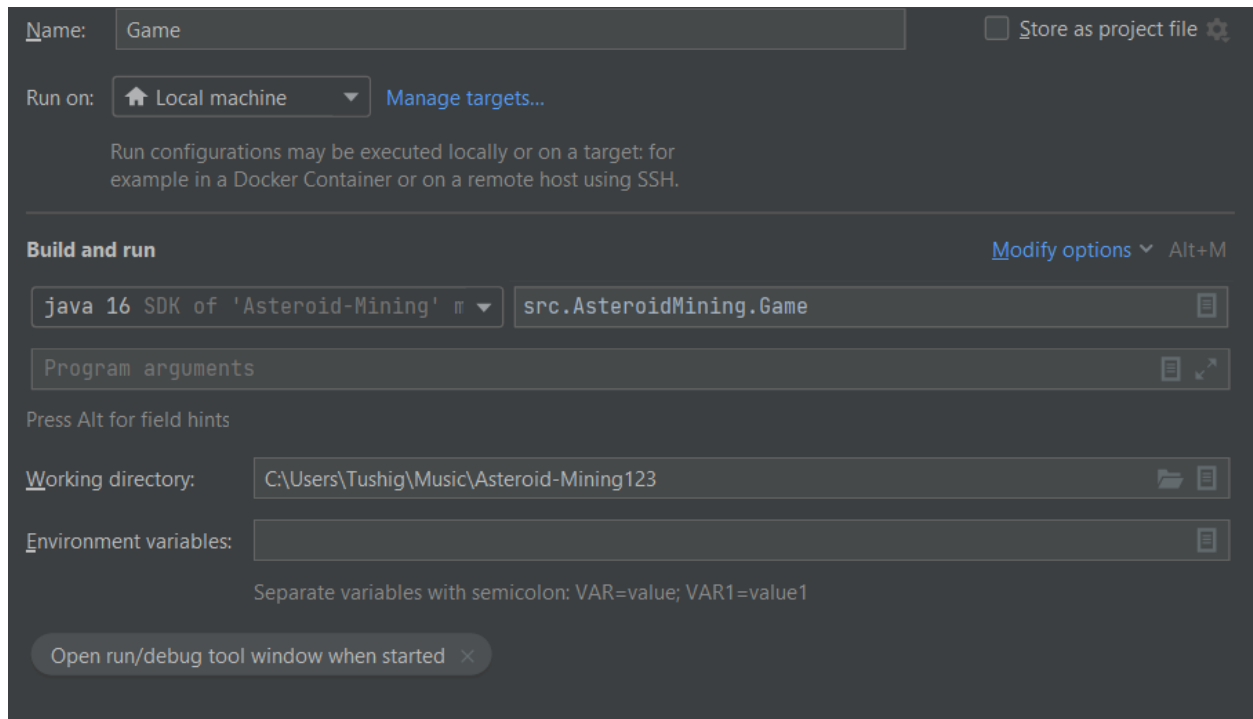 Name: Game Store as project file
Run on: Local machine Manage targets...
Run configurations may be executed locally or on a target: for
example in a Docker Container or on a remote host using SSH.
Build and run Modify options Alt+M
java 16 SDK of 'Asteroid-Mining' m src.AsteroidMining.Game
Program arguments
Press Alt for field hints
Working directory: C:\Users\Tushig\Music\Asteroid-Mining123
Environment variables:
Separate variables with semicolon: VAR=value; VAR1=value1
Open run/debug tool window when started ×